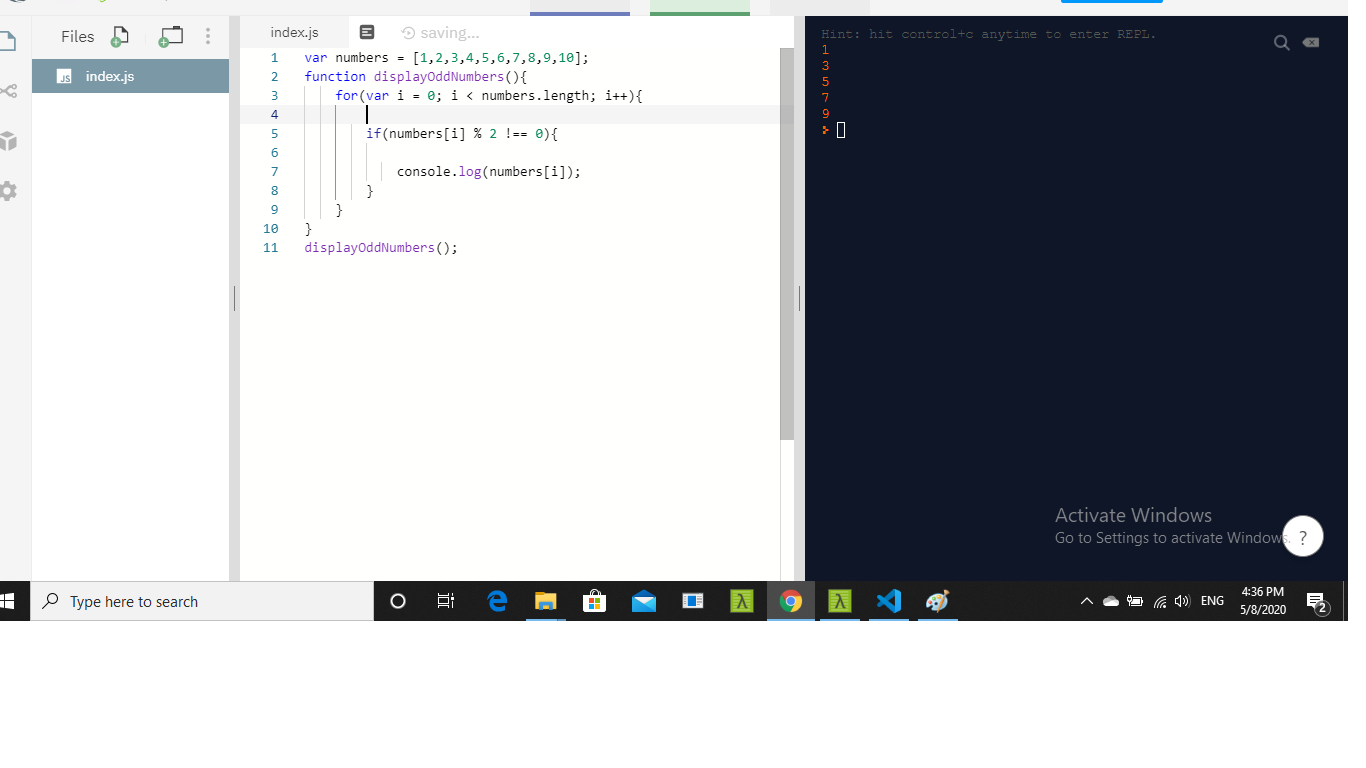 Files
index.js
index.js
saving...
1 var numbers = [1,2,3,4,5,6,7,8,9,10];
2 function displayOddNumbers(){
3 for(var i = 0; i < numbers.length; i++){
4
5 if(numbers[i] % 2 !== 0){
6
7 console.log(numbers[i]);
8 }
9 }
10 }
11 displayOddNumbers();
Hint: hit control+c anytime to enter REPL.
1
3
5
7
9
Activate Windows
Go to Settings to activate Windows.
?
Type here to search
ENG
4:36 PM
5/8/2020
2